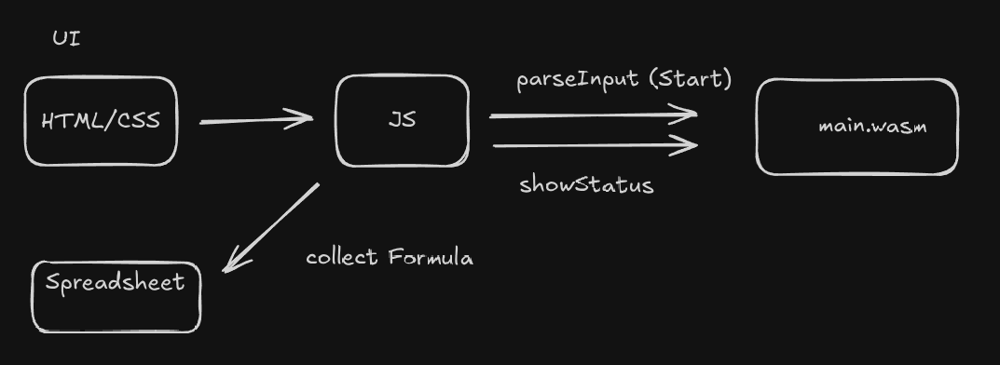 UI
HTML/CSS
JS
parseInput (Start)
main.wasm
showStatus
collect Formula
Spreadsheet